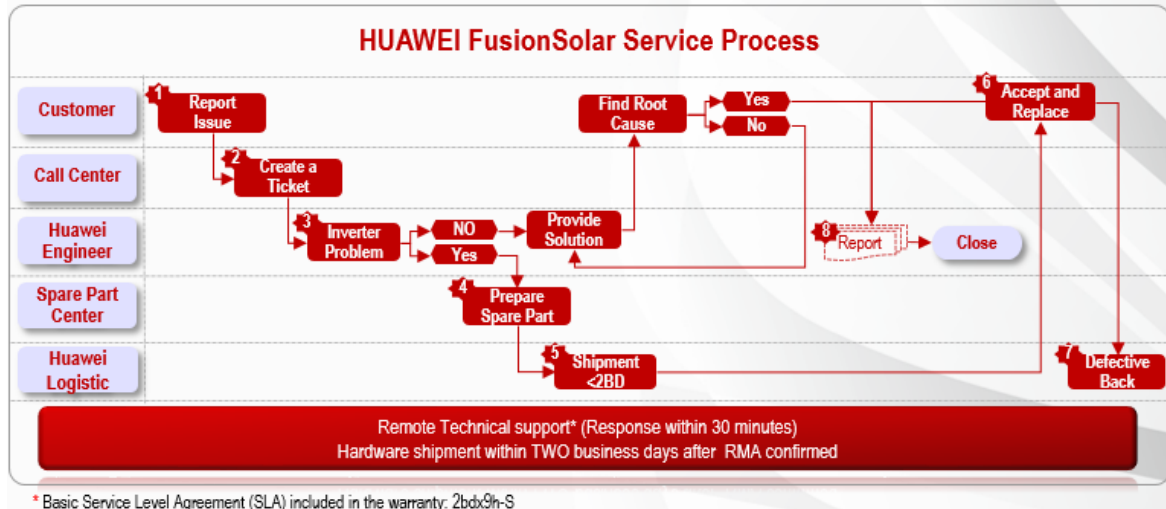 HUAWEI FusionSolar Service Process
Customer
1
Report
Issue
Find Root
Cause
Yes
No
6
Accept and
Replace
Call Center
2
Create a
Ticket
Huawei
Engineer
3
Inverter
Problem
NO
Yes
Provide
Solution
8
Report
Close
Spare Part
Center
4
Prepare
Spare Part
Huawei
Logistic
5
Shipment
<2BD
7
Defective
Back
Remote Technical support* (Response within 30 minutes)
Hardware shipment within TWO business days after RMA confirmed
* Basic Service Level Agreement (SLA) included in the warranty: 2bdx9h-S